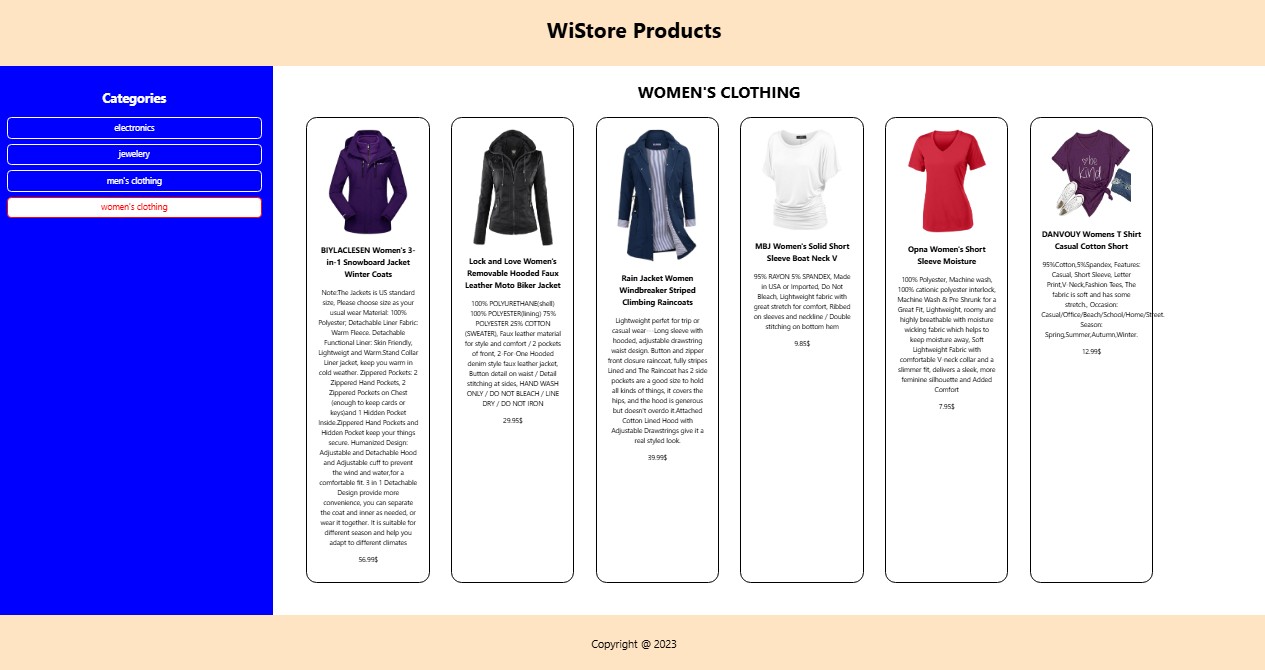 WiStore Products
Categories
electronics
jewelery
men's clothing
women's clothing
WOMEN'S CLOTHING
BIYLACLESEN Women's 3-
in-1 Snowboard Jacket
Winter Coats
Note:The Jackets is US standard
size, Please choose size as your
usual wear Material: 100%
Polyester; Detachable Liner Fabric:
Warm Fleece. Detachable
Functional Liner: Skin Friendly,
Lightweigt and Warm.Stand Collar
Liner jacket, keep you warm in
cold weather. Zippered Pockets: 2
Zippered Hand Pockets, 2
Zippered Pockets on Chest
(enough to keep cards or
keys)and 1 Hidden Pocket
Inside.Zippered Hand Pockets and
Hidden Pocket keep your things
secure. Humanized Design:
Adjustable and Detachable Hood
and Adjustable cuff to prevent
the wind and water,for a
comfortable fit. 3 in 1 Detachable
Design provide more
convenience, you can separate
the coat and inner as needed, or
wear it together. It is suitable for
different season and help you
adapt to different climates
56.99$
Lock and Love Women's
Removable Hooded Faux
Leather Moto Biker Jacket
100% POLYURETHANE(shell)
100% POLYESTER(lining) 75%
POLYESTER 25% COTTON
(SWEATER), Faux leather material
for style and comfort / 2 pockets
of front, 2-For-One Hooded
denim style faux leather jacket,
Button detail on waist / Detail
stitching at sides, HAND WASH
ONLY / DO NOT BLEACH / LINE
DRY / DO NOT IRON
29.95$
Rain Jacket Women
Windbreaker Striped
Climbing Raincoats
Lightweight perfet for trip or
casual wear---Long sleeve with
hooded, adjustable drawstring
waist design. Button and zipper
front closure raincoat, fully stripes
Lined and The Raincoat has 2 side
pockets are a good size to hold
all kinds of things, it covers the
hips, and the hood is generous
but doesn't overdo it.Attached
Cotton Lined Hood with
Adjustable Drawstrings give it a
real styled look.
39.99$
MBJ Women's Solid Short
Sleeve Boat Neck V
95% RAYON 5% SPANDEX, Made
in USA or Imported, Do Not
Bleach, Lightweight fabric with
great stretch for comfort, Ribbed
on sleeves and neckline / Double
stitching on bottom hem
9.85$
Opna Women's Short
Sleeve Moisture
100% Polyester, Machine wash,
100% cationic polyester interlock,
Machine Wash & Pre Shrunk for a
Great Fit, Lightweight, roomy and
highly breathable with moisture
wicking fabric which helps to
keep moisture away, Soft
Lightweight Fabric with
comfortable V-neck collar and a
slimmer fit, delivers a sleek, more
feminine silhouette and Added
Comfort
7.95$
be
kind
DANVOUY Womens T Shirt
Casual Cotton Short
95%Cotton,5%Spandex, Features:
Casual, Short Sleeve, Letter
Print,V-Neck,Fashion Tees, The
fabric is soft and has some
stretch., Occasion:
Casual/Office/Beach/School/Home/Street.
Season:
Spring,Summer,Autumn,Winter.
12.99$
Copyright @ 2023